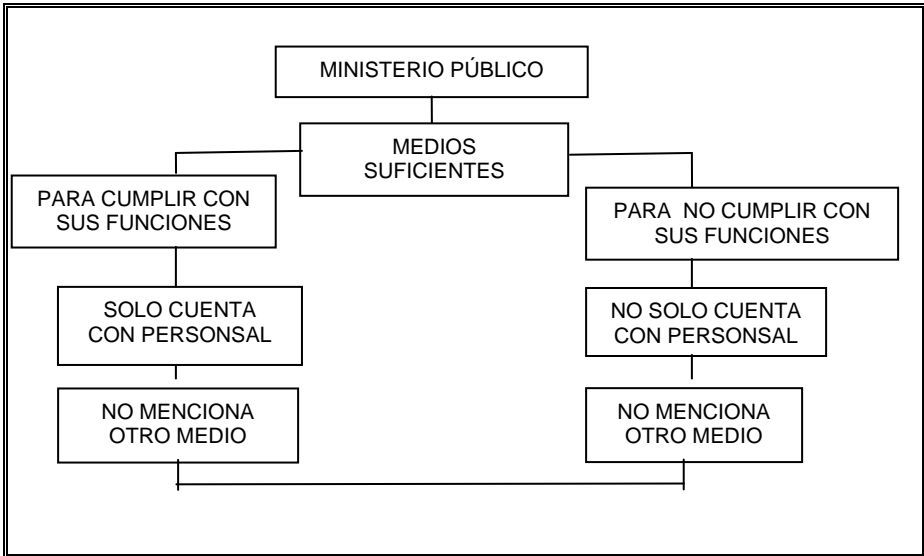 MINISTERIO PÚBLICO
MEDIOS
SUFICIENTES
PARA CUMPLIR CON
SUS FUNCIONES
PARA NO CUMPLIR CON
SUS FUNCIONES
SOLO CUENTA
CON PERSONSAL
NO SOLO CUENTA
CON PERSONSAL
NO MENCIONA
OTRO MEDIO
NO MENCIONA
OTRO MEDIO